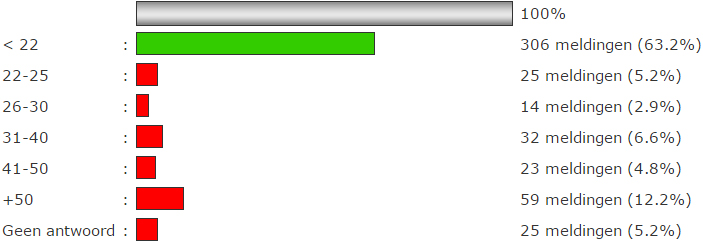 100%
< 22 : 306 meldingen (63.2%)
22-25 : 25 meldingen (5.2%)
26-30 : 14 meldingen (2.9%)
31-40 : 32 meldingen (6.6%)
41-50 : 23 meldingen (4.8%)
+50 : 59 meldingen (12.2%)
Geen antwoord : 25 meldingen (5.2%)